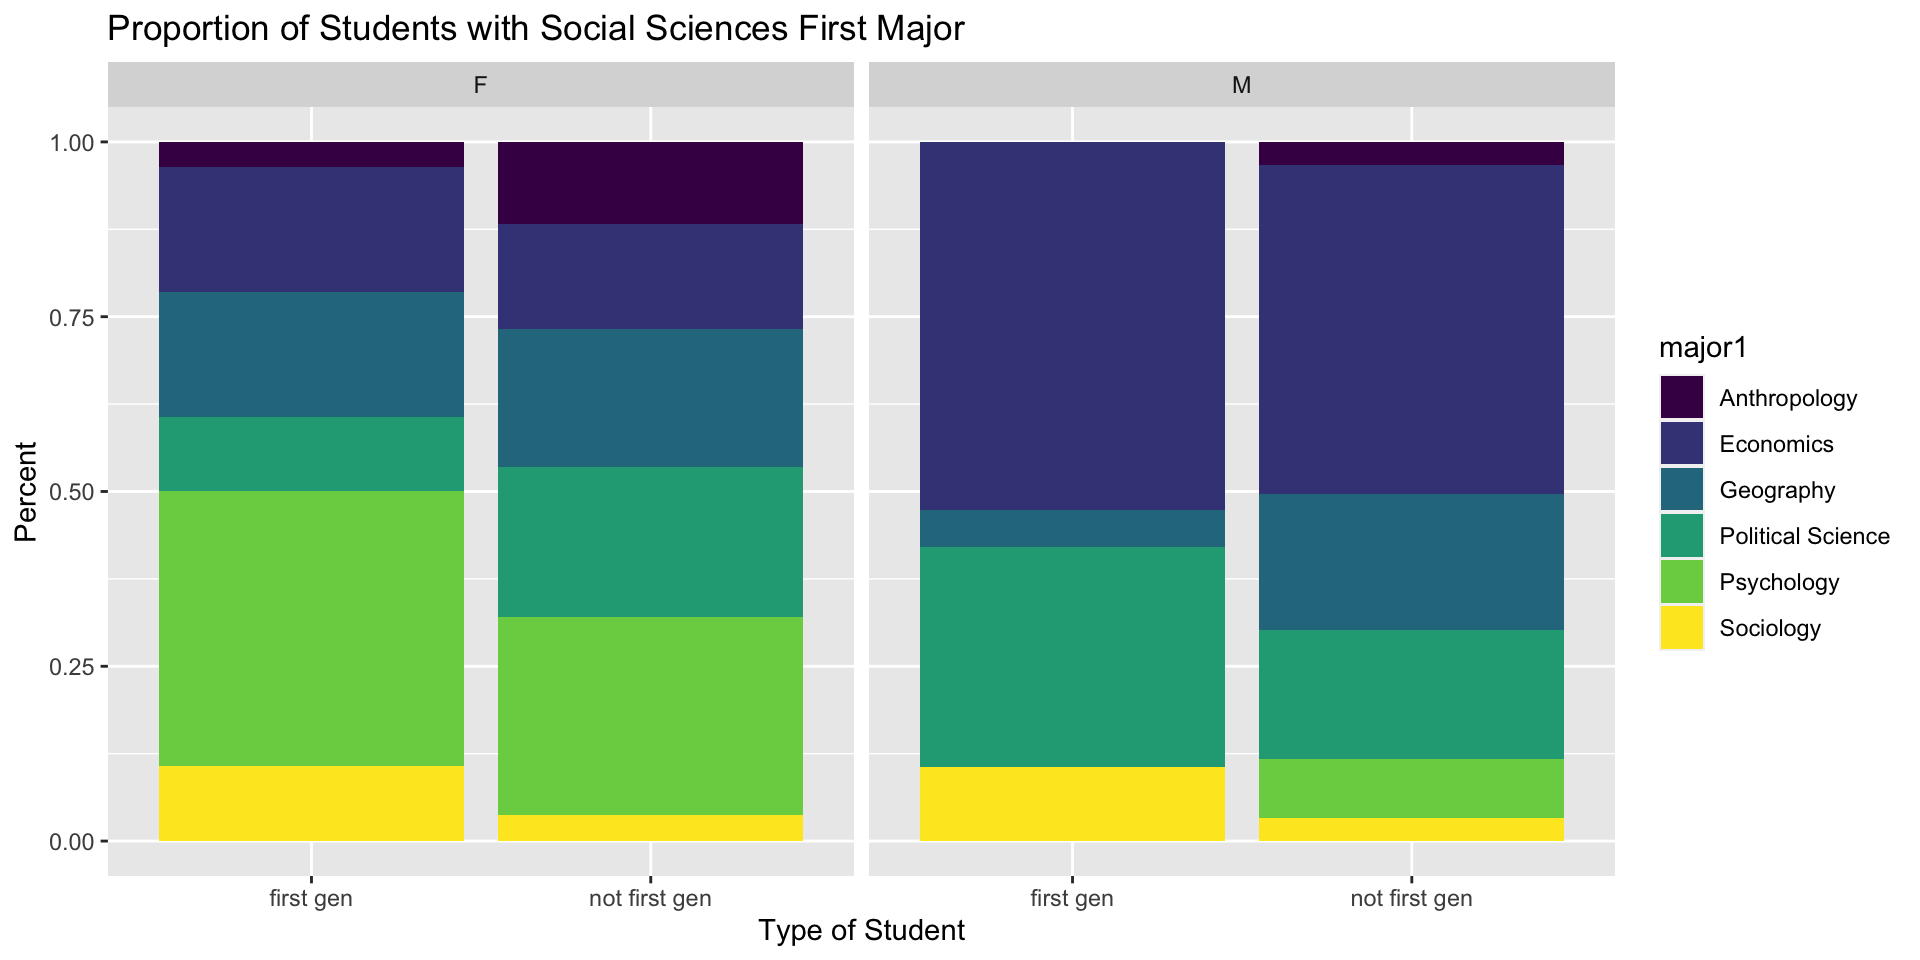 Proportion of Students with Social Sciences First Major
F
M
1.00
0.75
0.50
0.25
0.00
Percent
first gen
not first gen
first gen
not first gen
Type of Student
major1
Anthropology
Economics
Geography
Political Science
Psychology
Sociology